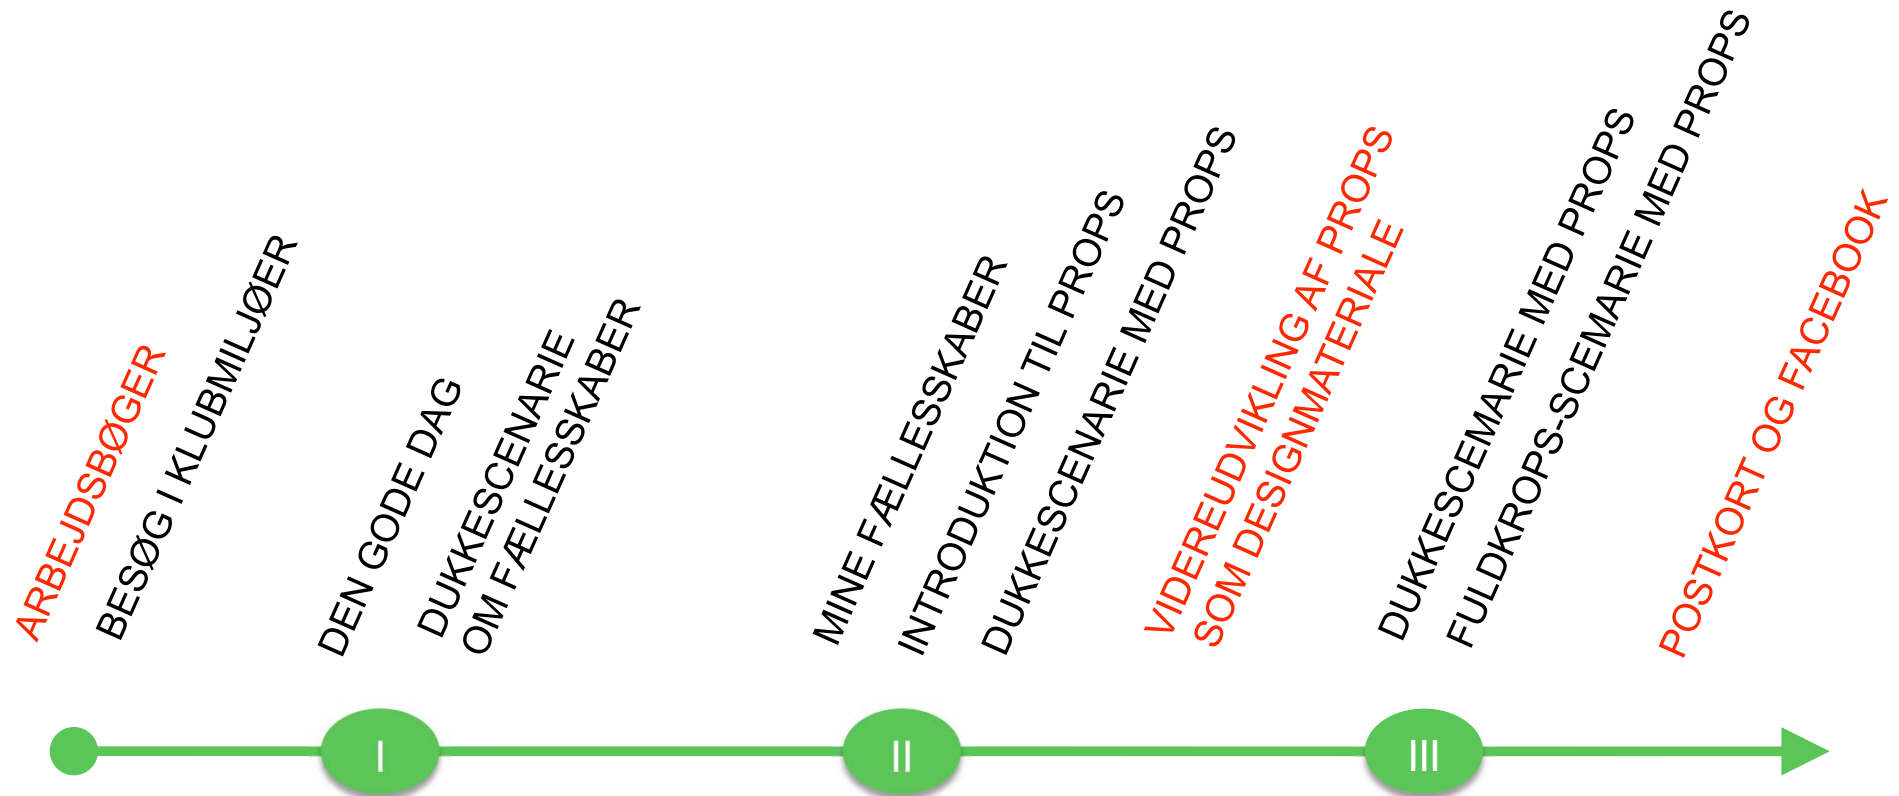 ARBEJDSBØGER
BESØG I KLUBMILJØER
DEN GODE DAG
DUKKESCENARIE
OM FÆLLESSKABER
MINE FÆLLESSKABER
INTRODUKTION TIL PROPS
DUKKESCENARIE MED PROPS
VIDEREUDVIKLING AF PROPS
SOM DESIGNMATERIALE
DUKKESCEMARIE MED PROPS
FULDKROPS-SCEMARIE MED PROPS
POSTKORT OG FACEBOOK
I
II
III